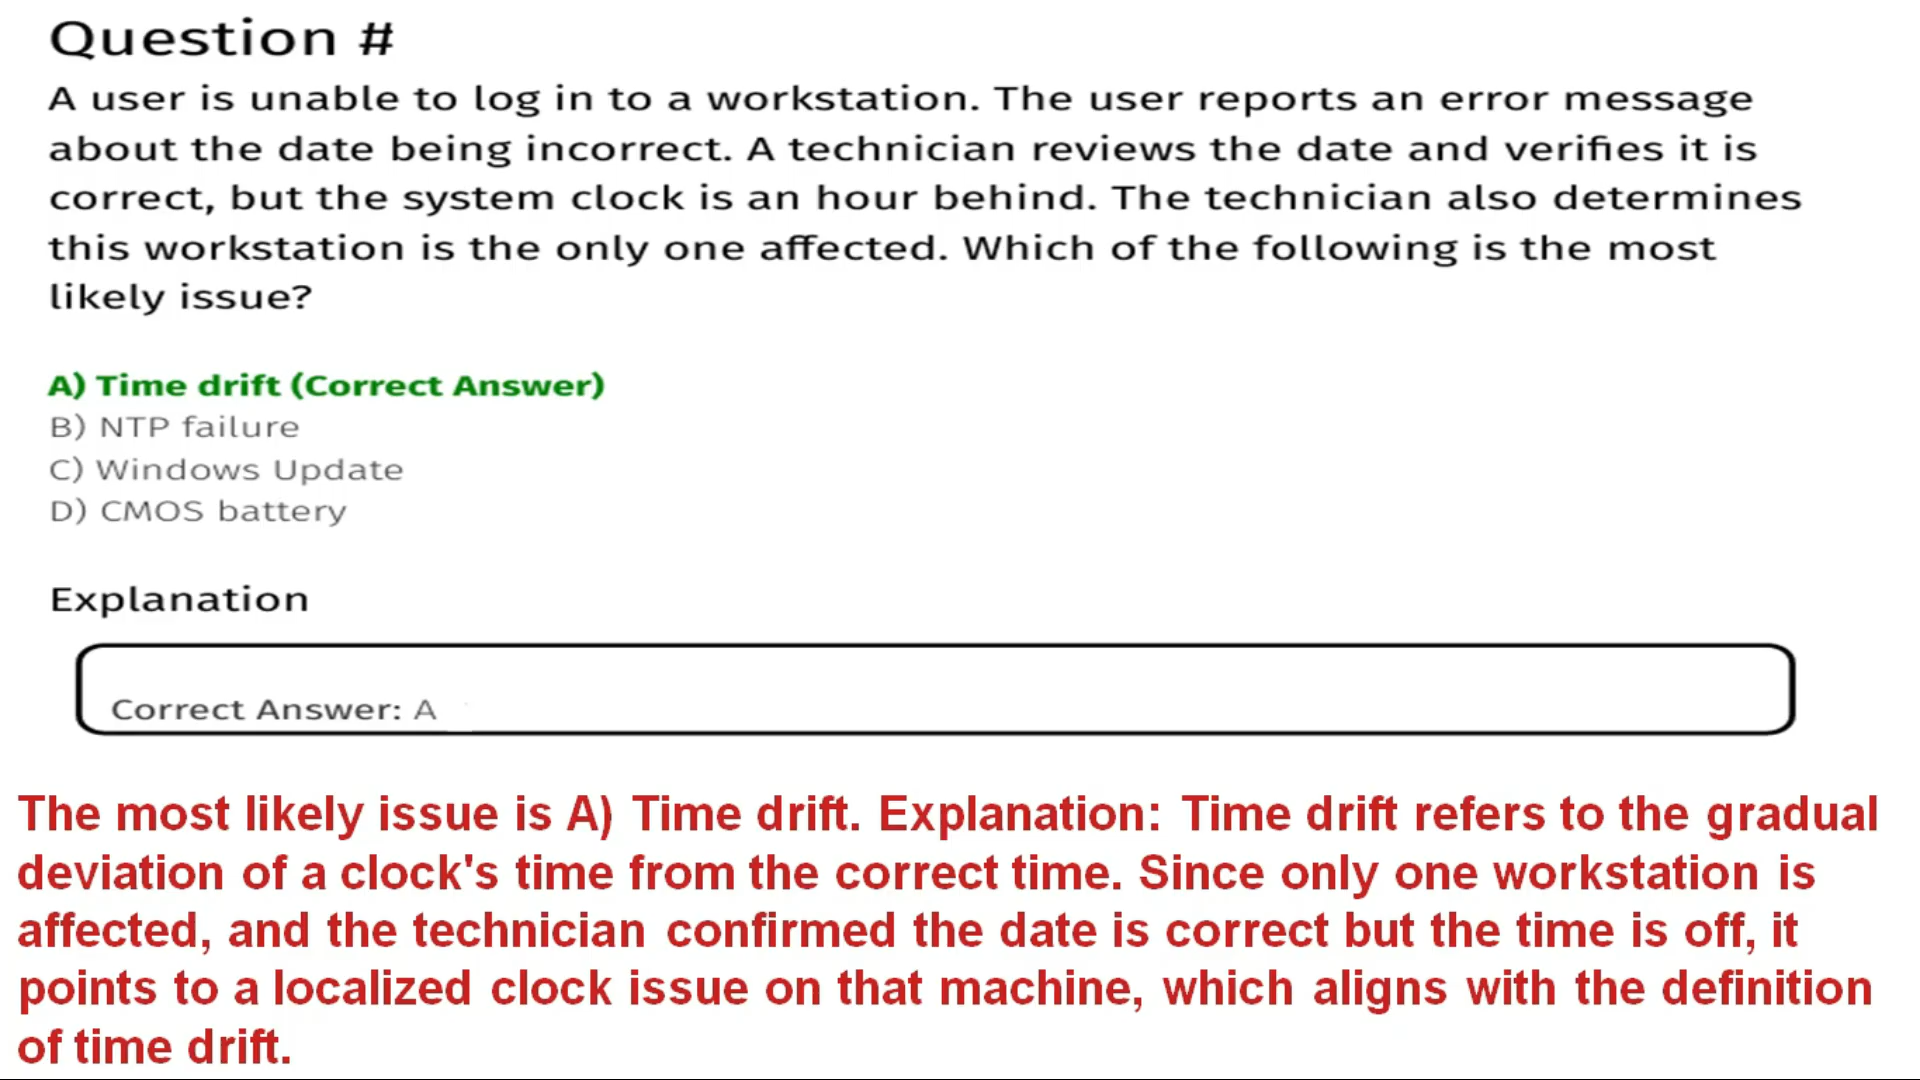 Question #
A user is unable to log in to a workstation. The user reports an error message
about the date being incorrect. A technician reviews the date and verifies it is
correct, but the system clock is an hour behind. The technician also determines
this workstation is the only one affected. Which of the following is the most
likely issue?
A) Time drift (Correct Answer)
B) NTP failure
C) Windows Update
D) CMOS battery
Explanation
Correct Answer: A
The most likely issue is A) Time drift. Explanation: Time drift refers to the gradual
deviation of a clock's time from the correct time. Since only one workstation is
affected, and the technician confirmed the date is correct but the time is off, it
points to a localized clock issue on that machine, which aligns with the definition
of time drift.